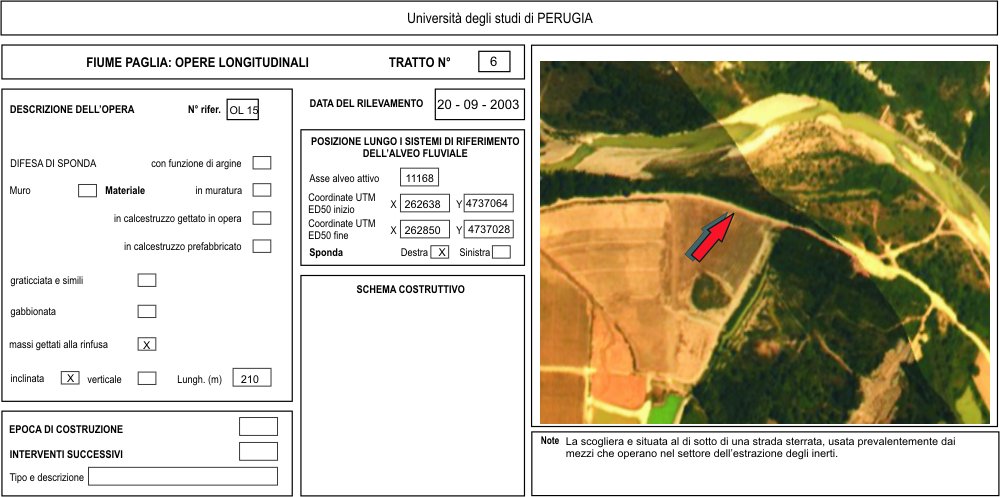 Università degli studi di PERUGIA
FIUME PAGLIA: OPERE LONGITUDINALI TRATTO N° 6
DESCRIZIONE DELL'OPERA N° rifer. OL 15
DIFESA DI SPONDA con funzione di argine
Muro Materiale in muratura
in calcestruzzo gettato in opera
in calcestruzzo prefabbricato
graticciata e simili
gabbionata
massi gettati alla rinfusa X
inclinata X verticale Lungh. (m) 210
EPOCA DI COSTRUZIONE
INTERVENTI SUCCESSIVI
Tipo e descrizione
DATA DEL RILEVAMENTO 20 - 09 - 2003
POSIZIONE LUNGO I SISTEMI DI RIFERIMENTO
DELL'ALVEO FLUVIALE
Asse alveo attivo 11168
Coordinate UTM
ED50 inizio X 262638 Y 4737064
Coordinate UTM
ED50 fine X 262850 Y 4737028
Sponda Destra X Sinistra
SCHEMA COSTRUTTIVO
Note La scogliera e situata al di sotto di una strada sterrata, usata prevalentemente dai
mezzi che operano nel settore dell'estrazione degli inerti.